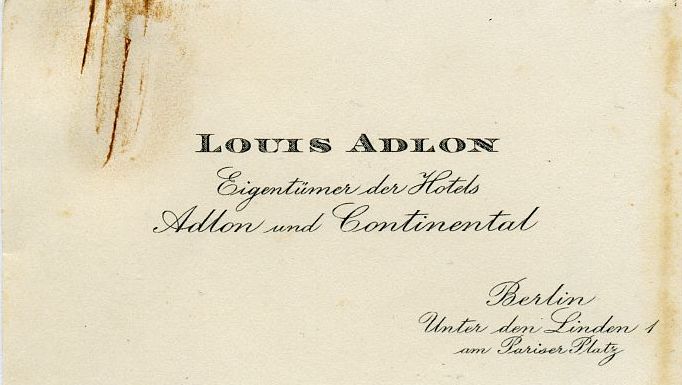 LOUIS ADLON
Eigentümer der Hotels
Adlon und Continental
Berlin
Unter den Linden 1
am Pariser Platz